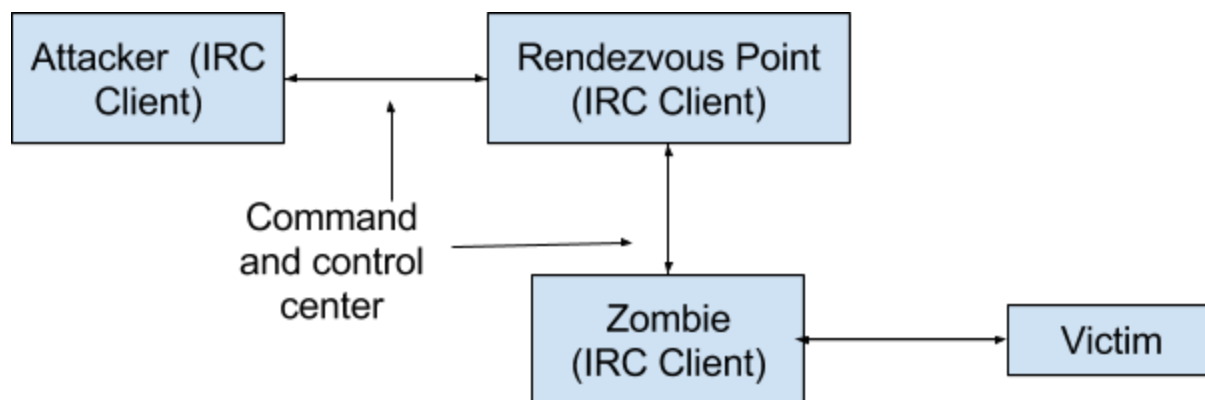 Attacker (IRC
Client)
Rendezvous Point
(IRC Client)
Command
and control
center
Zombie
(IRC Client)
Victim